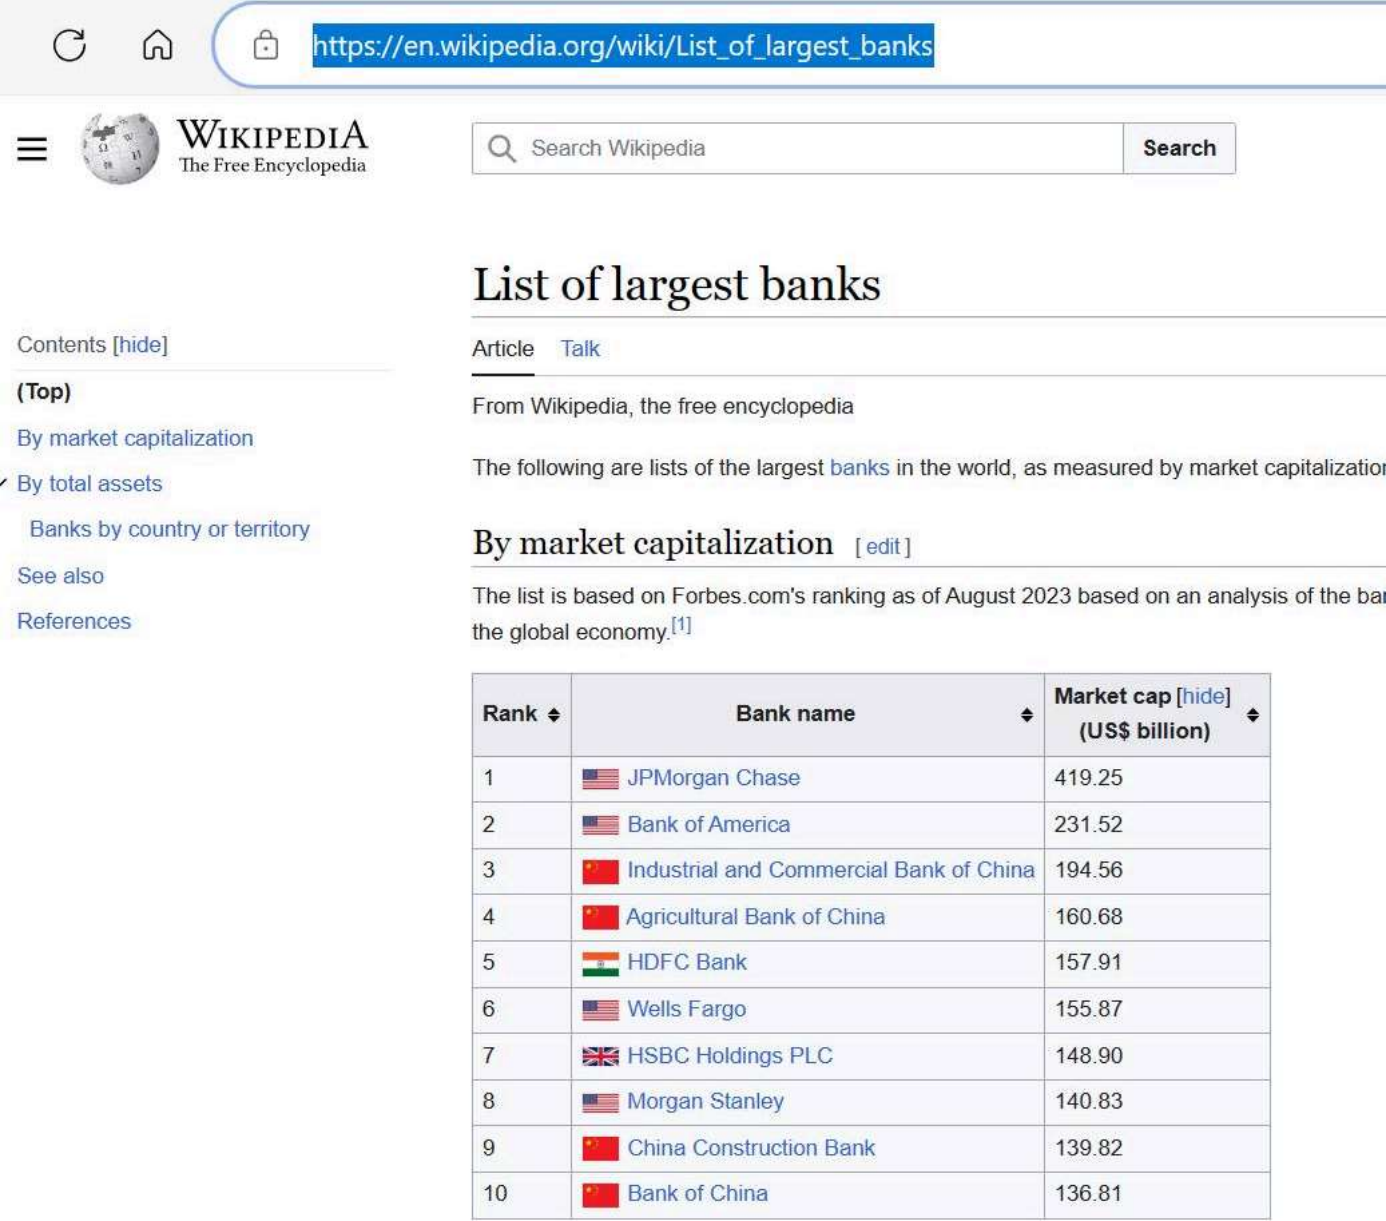 https://en.wikipedia.org/wiki/List_of_largest_banks
WIKIPEDIA
The Free Encyclopedia
Search Wikipedia
Search
Contents [hide]
(Top)
By market capitalization
By total assets
Banks by country or territory
See also
References
List of largest banks
Article Talk
From Wikipedia, the free encyclopedia
The following are lists of the largest banks in the world, as measured by market
By market capitalization [ edit ]
The list is based on Forbes.com's ranking as of August 2023 based on an analysis of the
the global economy.[1]
Rank Bank name Market cap [hide]
(US$ billion)
1 JPMorgan Chase 419.25
2 Bank of America 231.52
3 Industrial and Commercial Bank of China 194.56
4 Agricultural Bank of China 160.68
5 HDFC Bank 157.91
6 Wells Fargo 155.87
7 HSBC Holdings PLC 148.90
8 Morgan Stanley 140.83
9 China Construction Bank 139.82
10 Bank of China 136.81